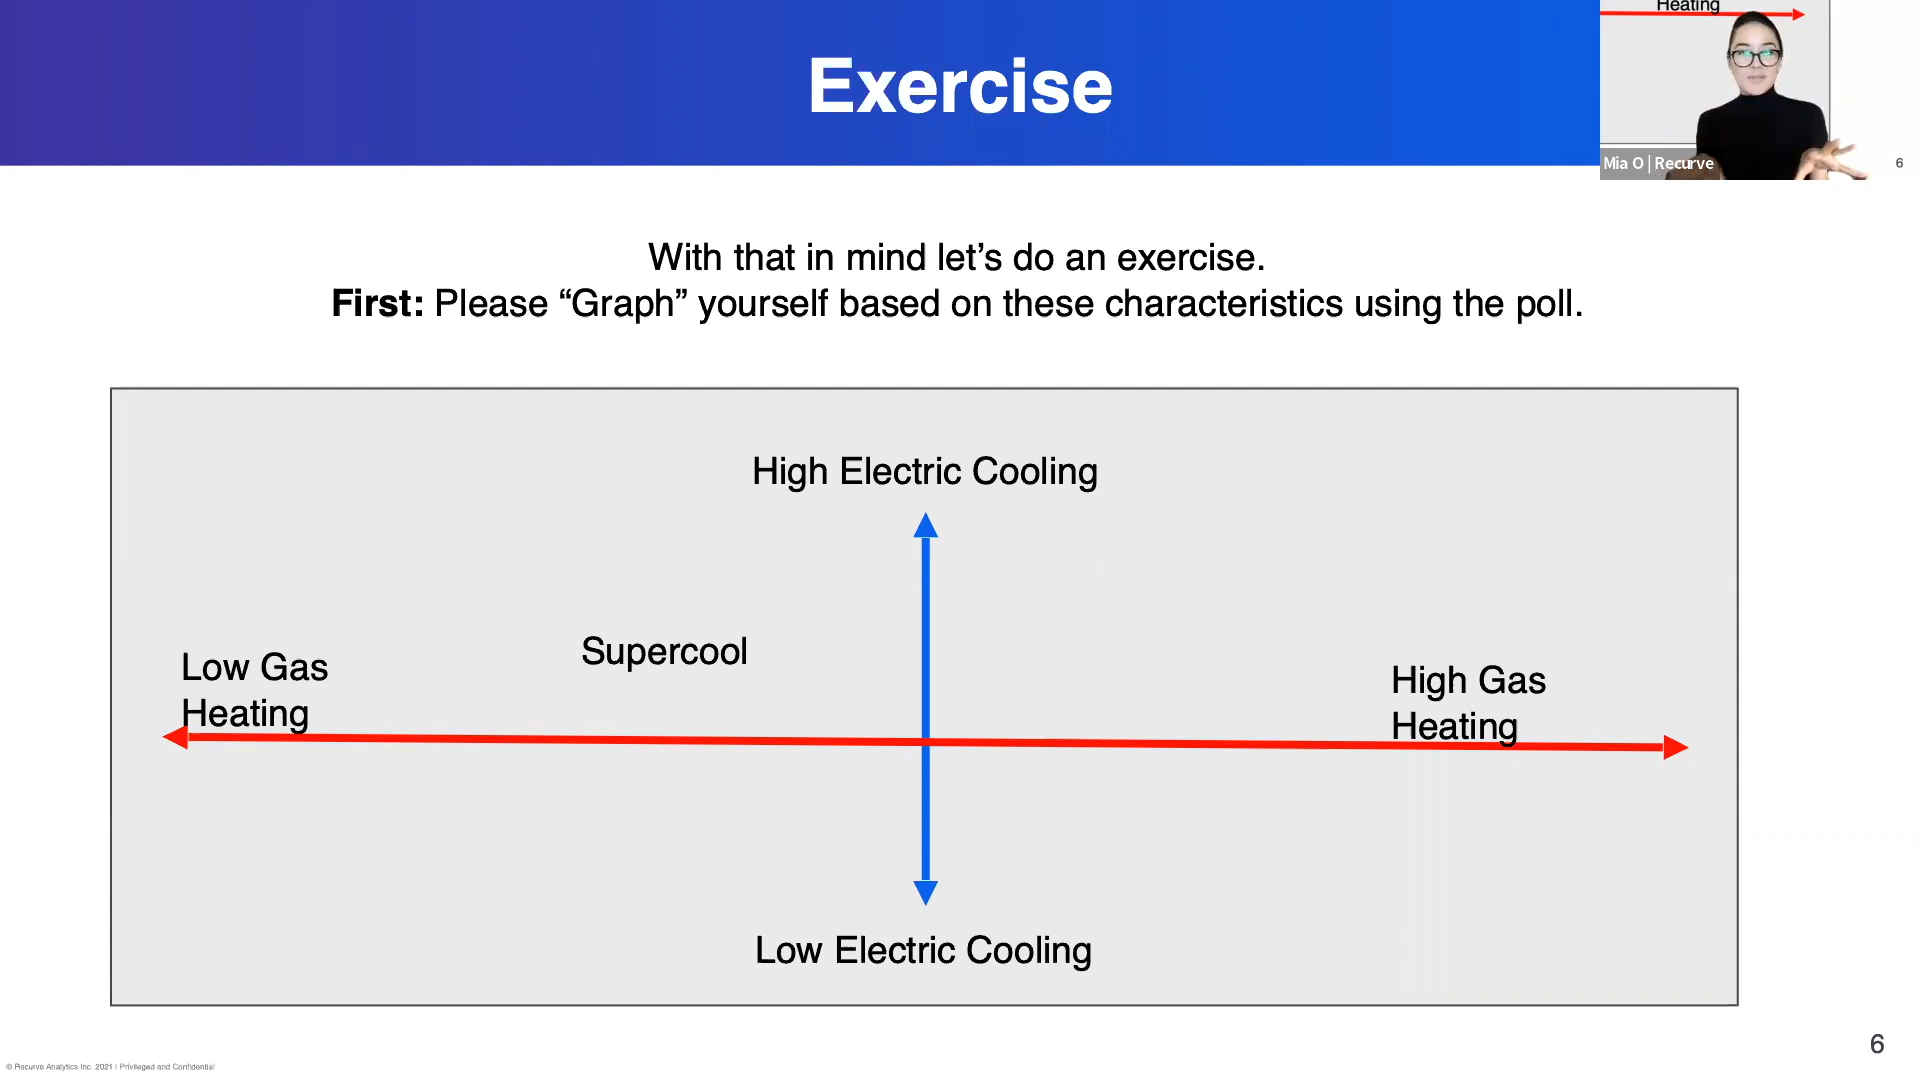 Exercise
Heating
Mia O | Recurve
6
With that in mind let’s do an exercise.
First: Please “Graph” yourself based on these characteristics using the poll.
High Electric Cooling
Supercool
Low Gas
Heating
High Gas
Heating
Low Electric Cooling
6
© Recurve Analytics Inc. 2021 | Privileged and Confidential